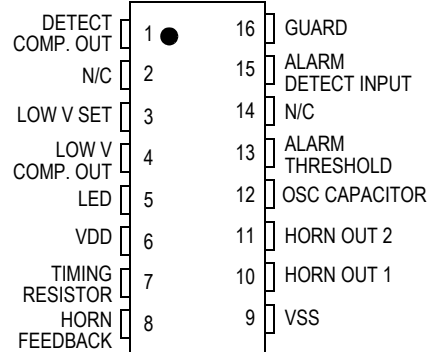 DETECT
COMP. OUT
1
N/C
2
LOW V SET
3
LOW V
COMP. OUT
4
LED
5
VDD
6
TIMING
RESISTOR
7
HORN
FEEDBACK
8
16
GUARD
15
ALARM
DETECT INPUT
14
N/C
13
ALARM
THRESHOLD
12
OSC CAPACITOR
11
HORN OUT 2
10
HORN OUT 1
9
VSS